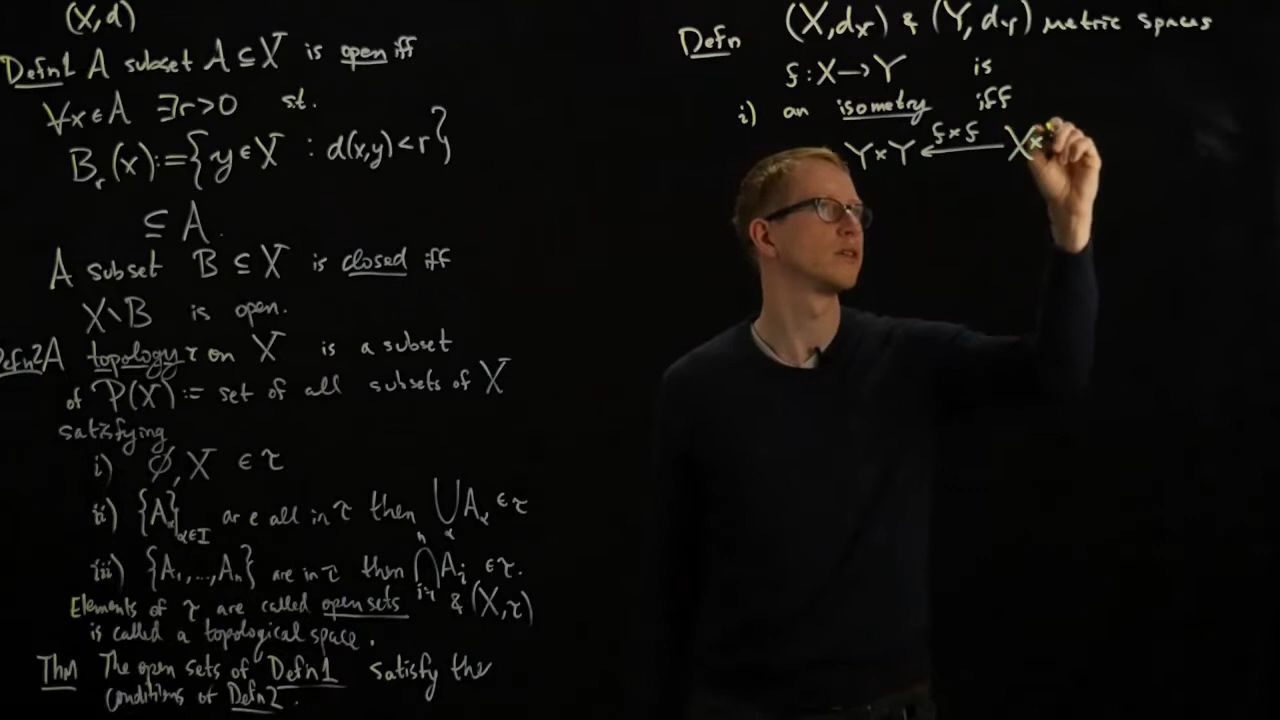 (X, d)
Defn1 A subset A ⊆ X is open iff
∀x∈A ∃r>0 st.
B_r(x) := {y ∈ X : d(x,y) < r}
⊆ A.
A subset B ⊆ X is closed iff
X∖B is open.
Defn2 A topology τ on X is a subset
of P(X) := set of all subsets of X
satisfying
i) ∅, X ∈ τ
ii) {A_α}_{α∈I} are all in τ then ⋃_α A_α ∈ τ
iii) {A_1,...,A_n} are in τ then ⋂_{i=1}^n A_i ∈ τ.
Elements of τ are called open sets & (X,τ)
is called a topological space.
Thm The open sets of Defn1 satisfy the
conditions of Defn2.
Defn (X, d_X) & (Y, d_Y) metric spaces
f : X → Y is
i) an isometry iff
Y × Y ←^{f×f} X ×